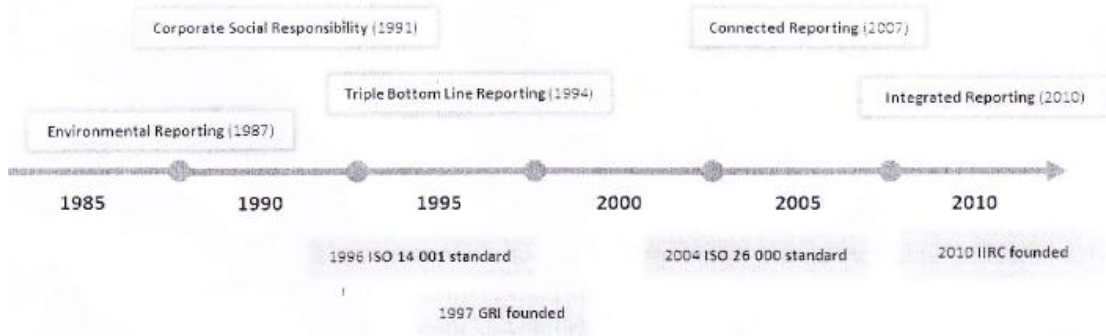 Corporate Social Responsibility (1991)
Connected Reporting (2007)
Triple Bottom Line Reporting (1994)
Integrated Reporting (2010)
Environmental Reporting (1987)
1985 1990 1995 2000 2005 2010
1996 ISO 14 001 standard
2004 ISO 26 000 standard
2010 IIRC founded
1997 GRI founded